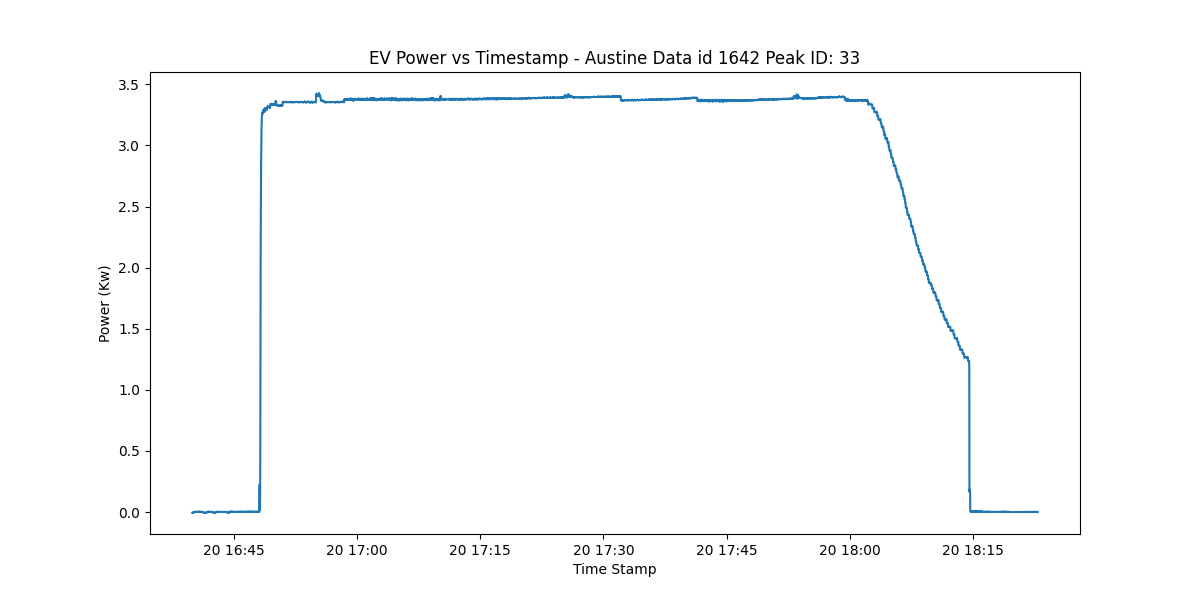 EV Power vs Timestamp - Austine Data id 1642 Peak ID: 33
3.5
3.0
2.5
2.0
1.5
1.0
0.5
0.0
Power (Kw)
20 16:45 20 17:00 20 17:15 20 17:30 20 17:45 20 18:00 20 18:15
Time Stamp